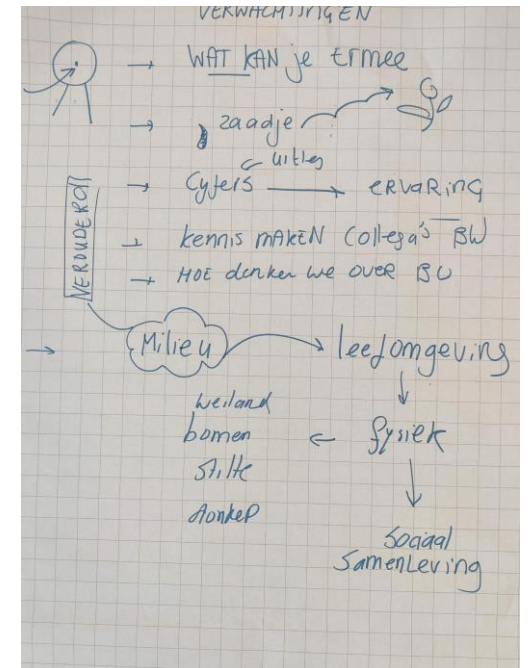 VERWACHTINGEN
WAT KAN je ermee
zaadje
uitleg
Cyfers ERVARING
kennis MAKEN Collega's BW
HOE denken we over BU
VEROUDERD
Milieu leefomgeving
weiland
bomen fysiek
stilte
donker
Sociaal
Samenleving